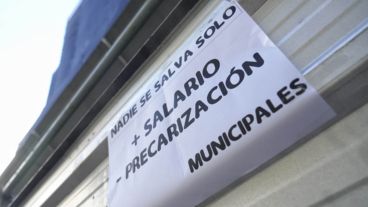 NADIE SE SALVA SOLO
+ SALARIO
- PRECARIZACIÓN
MUNICIPALES